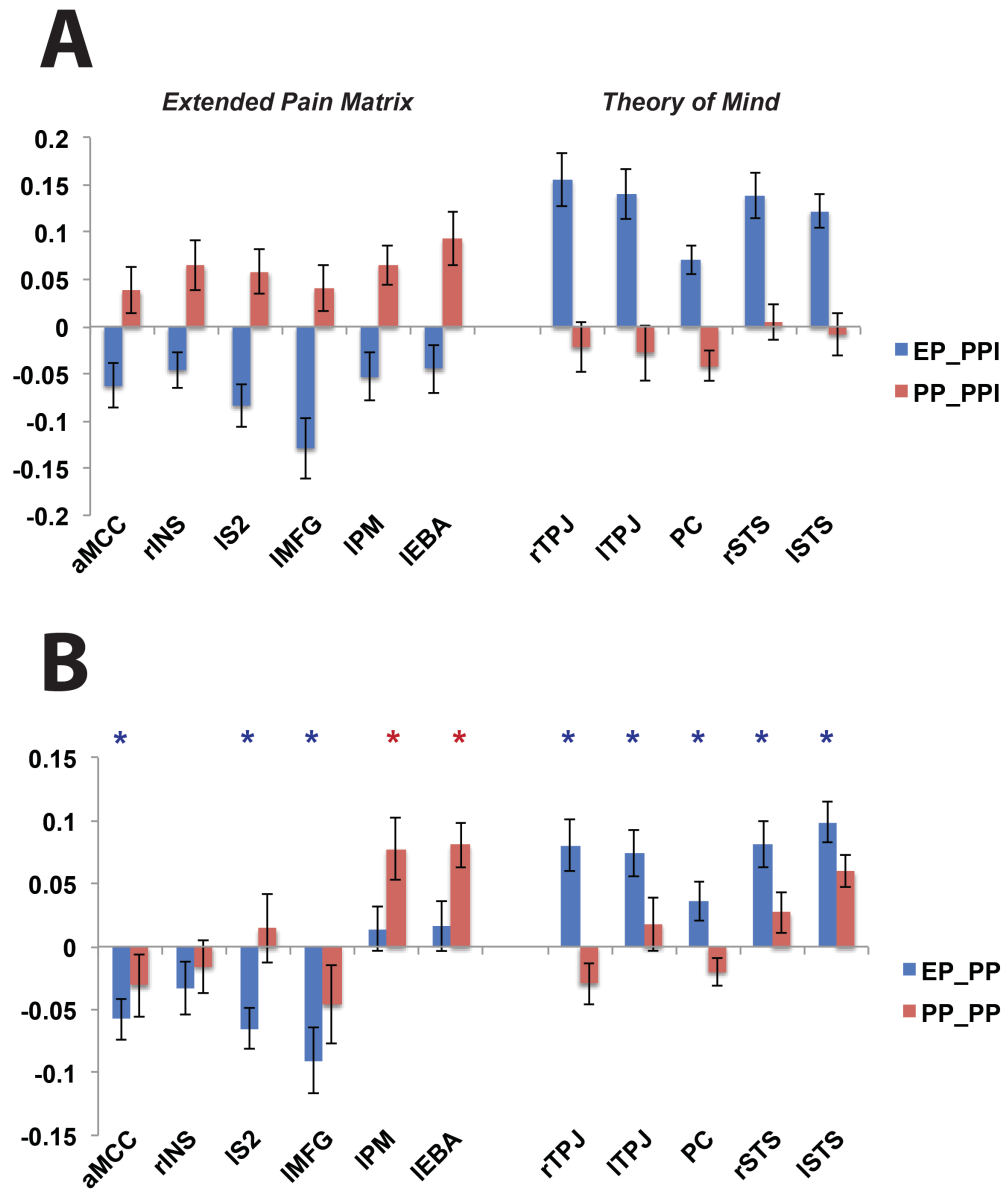 A
Extended Pain Matrix
Theory of Mind
0.2
0.15
0.1
0.05
0
-0.05
-0.1
-0.15
-0.2
EP_PPI
PP_PPI
aMCC
rINS
lS2
lMFG
lPM
lEBA
rTPJ
lTPJ
PC
rSTS
lSTS
B
* * * * * * * * * *
0.15
0.1
0.05
0
-0.05
-0.1
-0.15
EP_PP
PP_PP
aMCC
rINS
lS2
lMFG
lPM
lEBA
rTPJ
lTPJ
PC
rSTS
lSTS